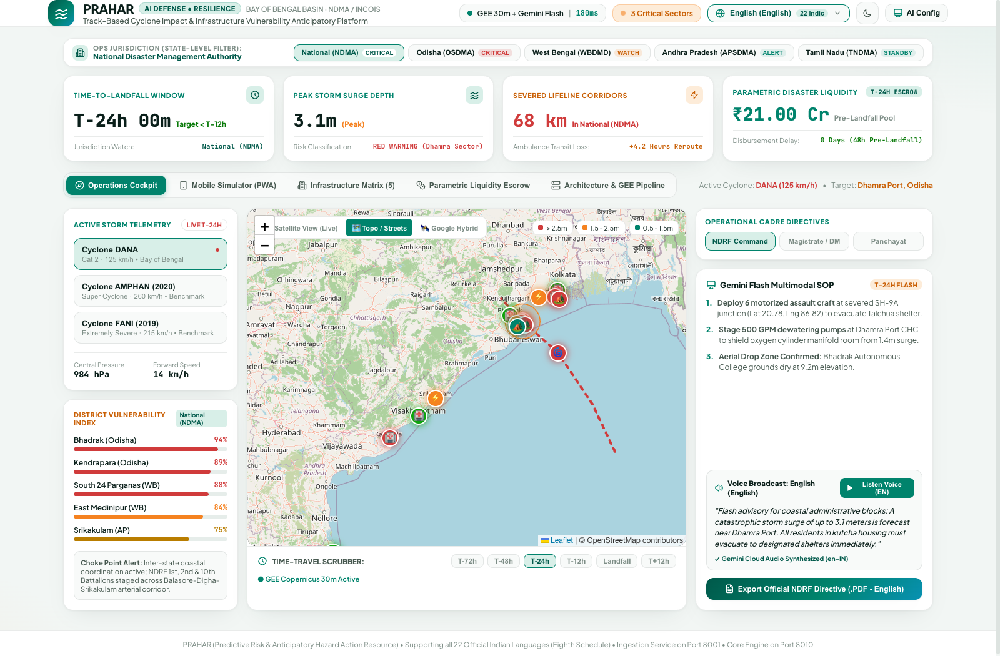 PRAHAR AI DEFENSE • RESILIENCE BAY OF BENGAL BASIN · NDMA / INCOIS
Track-Based Cyclone Impact & Infrastructure Vulnerability Anticipatory Platform
GEE 30m + Gemini Flash | 180ms
3 Critical Sectors
English (English) 22 Indic
AI Config
OPS JURISDICTION (STATE-LEVEL FILTER):
National Disaster Management Authority
National (NDMA) CRITICAL
Odisha (OSDMA) CRITICAL
West Bengal (WBDMD) WATCH
Andhra Pradesh (APSDMA) ALERT
Tamil Nadu (TNDMA) STANDBY
TIME-TO-LANDFALL WINDOW
T-24h 00m Target < T-12h
Jurisdiction Watch: National (NDMA)
PEAK STORM SURGE DEPTH
3.1m (Peak)
Risk Classification: RED WARNING (Dhamra Sector)
SEVERED LIFELINE CORRIDORS
68 km In National (NDMA)
Ambulance Transit Loss: +4.2 Hours Reroute
PARAMETRIC DISASTER LIQUIDITY T-24H ESCROW
₹21.00 Cr Pre-Landfall Pool
Disbursement Delay: 0 Days (48h Pre-Landfall)
Operations Cockpit
Mobile Simulator (PWA)
Infrastructure Matrix (5)
Parametric Liquidity Escrow
Architecture & GEE Pipeline
Active Cyclone: DANA (125 km/h) • Target: Dhamra Port, Odisha
ACTIVE STORM TELEMETRY LIVE T-24H
Cyclone DANA
Cat 2 · 125 km/h • Bay of Bengal
Cyclone AMPHAN (2020)
Super Cyclone · 260 km/h • Benchmark
Cyclone FANI (2019)
Extremely Severe · 215 km/h • Benchmark
Central Pressure
984 hPa
Forward Speed
14 km/h
DISTRICT VULNERABILITY INDEX
National (NDMA)
Bhadrak (Odisha) 94%
Kendrapara (Odisha) 89%
South 24 Parganas (WB) 88%
East Medinipur (WB) 84%
Srikakulam (AP) 75%
Choke Point Alert: Inter-state coastal
coordination active; NDRF 1st, 2nd & 10th
Battalions staged across Balasore-Digha-
Srikakulam arterial corridor.
+
−
Satellite View (Live)
Topo / Streets
Google Hybrid
> 2.5m
1.5 - 2.5m
0.5 - 1.5m
Rewa
Singrauli
West Bengal
Dhanbad
ভৈরব
Krishnanagar
বাংলাদেশ
Jabalpur
Ambikapur
Purulia
Bankura
যশোর
কুমিল্লা
madapuram
Bhatpara
খুলনা বিভাগ
নোয়াখালী
Jamshedpur
Kolkata
Mandla
Chhindwara
Bilaspur
Rourkela
Baripada
পটুয়াখালী
চট্টগ্রাম বিভাগ
Betul
Gondia
Raigarh
Kendujhargarh
কক্সবাজার
Nagpur
Sambalpur
Amravati
Wardha
Durgaon
Chhattisgarh
avatmal
Chandrapur
Odisha
Bhubaneswar
Adilabad
Brahmapur
Puri
Jagdalpur
Karimnagar
Bidar
Telangana
Visakhapatnam
Hyderabad
Khammam
Vijayawada
Mahbubnagar
Andhra
Pradesh
Machilipatnam
Kurnool
Ongole
Kadapa
Nellore
Tirupati
Leaflet | © OpenStreetMap contributors
TIME-TRAVEL SCRUBBER:
T-72h
T-48h
T-24h
T-12h
Landfall
T+12h
GEE Copernicus 30m Active
OPERATIONAL CADRE DIRECTIVES
NDRF Command
Magistrate / DM
Panchayat
Gemini Flash Multimodal SOP T-24H FLASH
1. Deploy 6 motorized assault craft at severed SH-9A
junction (Lat 20.78, Lng 86.82) to evacuate Talchua shelter.
2. Stage 500 GPM dewatering pumps at Dhamra Port CHC
to shield oxygen cylinder manifold room from 1.4m surge.
3. Aerial Drop Zone Confirmed: Bhadrak Autonomous
College grounds dry at 9.2m elevation.
Voice Broadcast: English
(English)
Listen Voice
(EN)
"Flash advisory for coastal administrative blocks: A
catastrophic storm surge of up to 3.1 meters is forecast
near Dhamra Port. All residents in kutcha housing must
evacuate to designated shelters immediately."
✓ Gemini Cloud Audio Synthesized (en-IN)
Export Official NDRF Directive (.PDF - English)
PRAHAR (Predictive Risk & Anticipatory Hazard Action Resource) • Supporting all 22 Official Indian Languages (Eighth Schedule) • Ingestion Service on Port 8001 • Core Engine on Port 8010